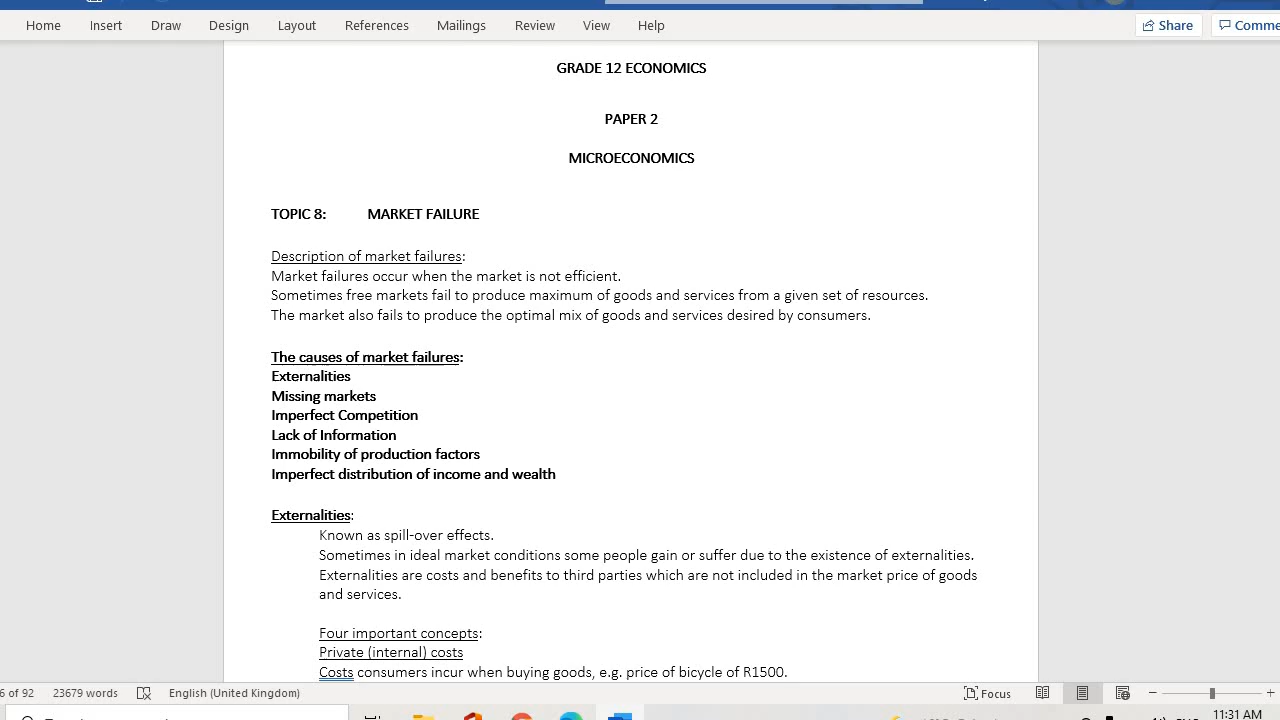 Home Insert Draw Design Layout References Mailings Review View Help Share
GRADE 12 ECONOMICS
PAPER 2
MICROECONOMICS
TOPIC 8: MARKET FAILURE
Description of market failures:
Market failures occur when the market is not efficient.
Sometimes free markets fail to produce maximum of goods and services from a given set of resources.
The market also fails to produce the optimal mix of goods and services desired by consumers.
The causes of market failures:
Externalities
Missing markets
Imperfect Competition
Lack of Information
Immobility of production factors
Imperfect distribution of income and wealth
Externalities:
Known as spill-over effects.
Sometimes in ideal market conditions some people gain or suffer due to the existence of externalities.
Externalities are costs and benefits to third parties which are not included in the market price of goods
and services.
Four important concepts:
Private (internal) costs
Costs consumers incur when buying goods, e.g. price of bicycle of R1500.
6 of 92 23679 words English (United Kingdom) Focus
11:31 AM